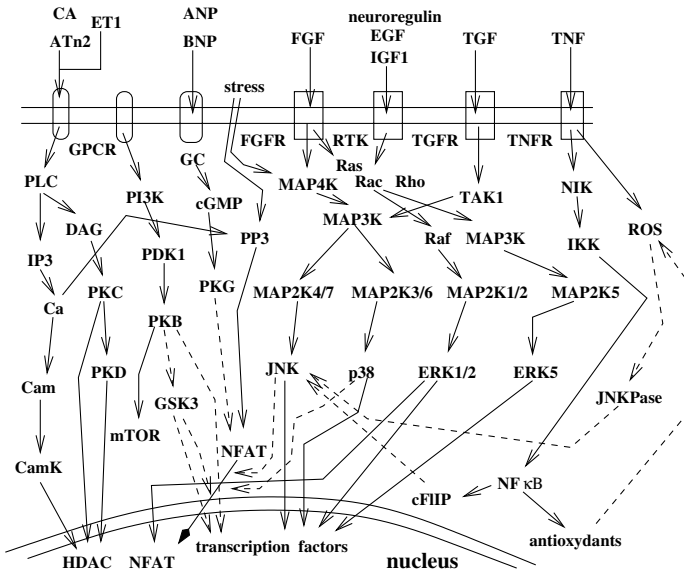 CA
ET1
ATn2
ANP
BNP
stress
FGF
neuroregulin
EGF
IGF1
TGF
TNF
GPCR
GC
FGFR
RTK
TGFR
TNFR
PLC
PI3K
cGMP
Ras
MAP4K
Rac
Rho
TAK1
NIK
DAG
PP3
MAP3K
Raf
MAP3K
IKK
ROS
IP3
PDK1
PKC
PKG
MAP2K4/7
MAP2K3/6
MAP2K1/2
MAP2K5
Ca
PKB
PKD
JNK
p38
ERK1/2
ERK5
Cam
GSK3
JNKPase
mTOR
NFAT
CamK
cFlIP
NF κB
antioxydants
HDAC
NFAT
transcription factors
nucleus